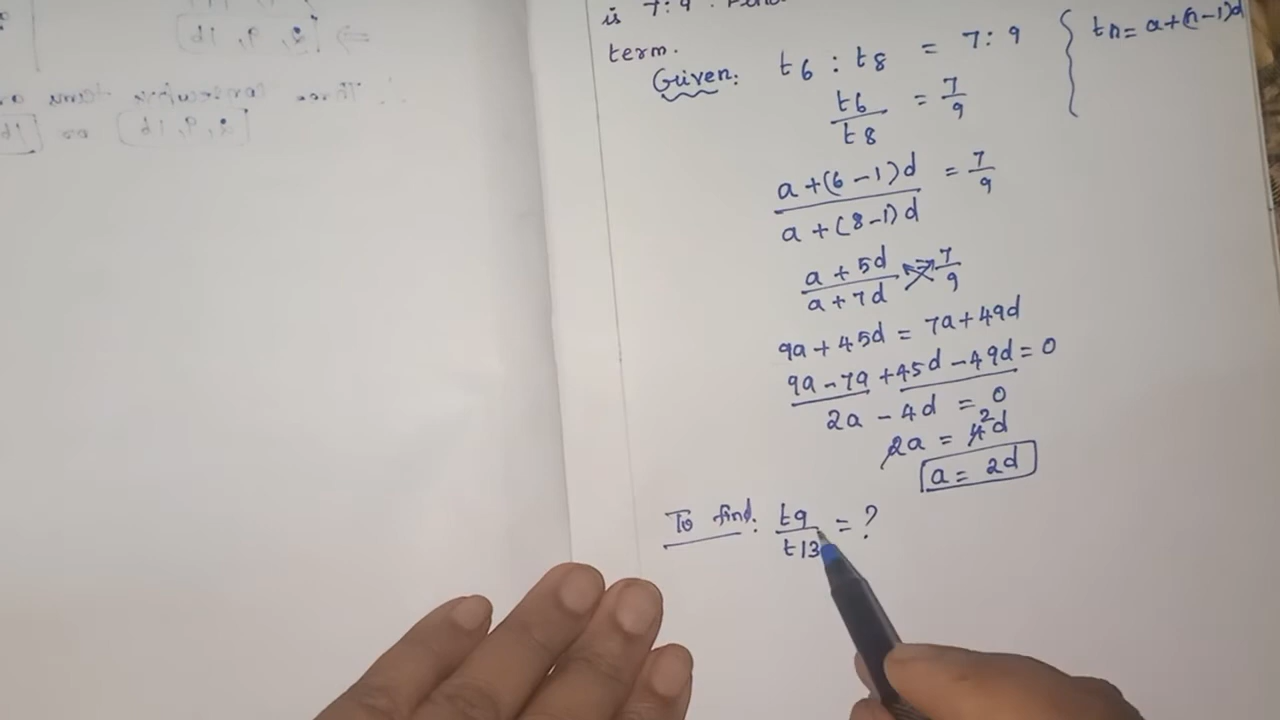 is 7:9.
term.
Given: t6 : t8 = 7:9 { tn = a+(n-1)d
t6/t8 = 7/9
a+(6-1)d / a+(8-1)d = 7/9
a+5d / a+7d = 7/9
9a+45d = 7a+49d
9a-7a+45d-49d=0
2a-4d = 0
2a = 4 2d
a = 2d
To find: t9/t13 = ?